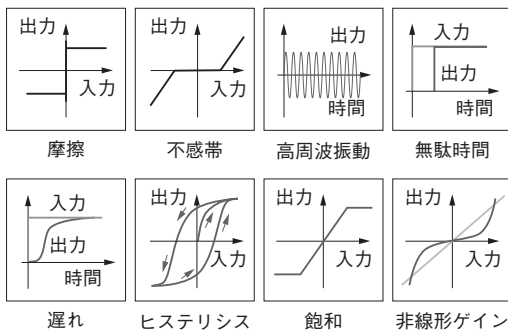 出力
入力
摩擦
出力
入力
不感帯
出力
時間
高周波振動
入力
出力
時間
無駄時間
入力
出力
時間
遅れ
出力
入力
ヒステリシス
出力
入力
飽和
出力
入力
非線形ゲイン